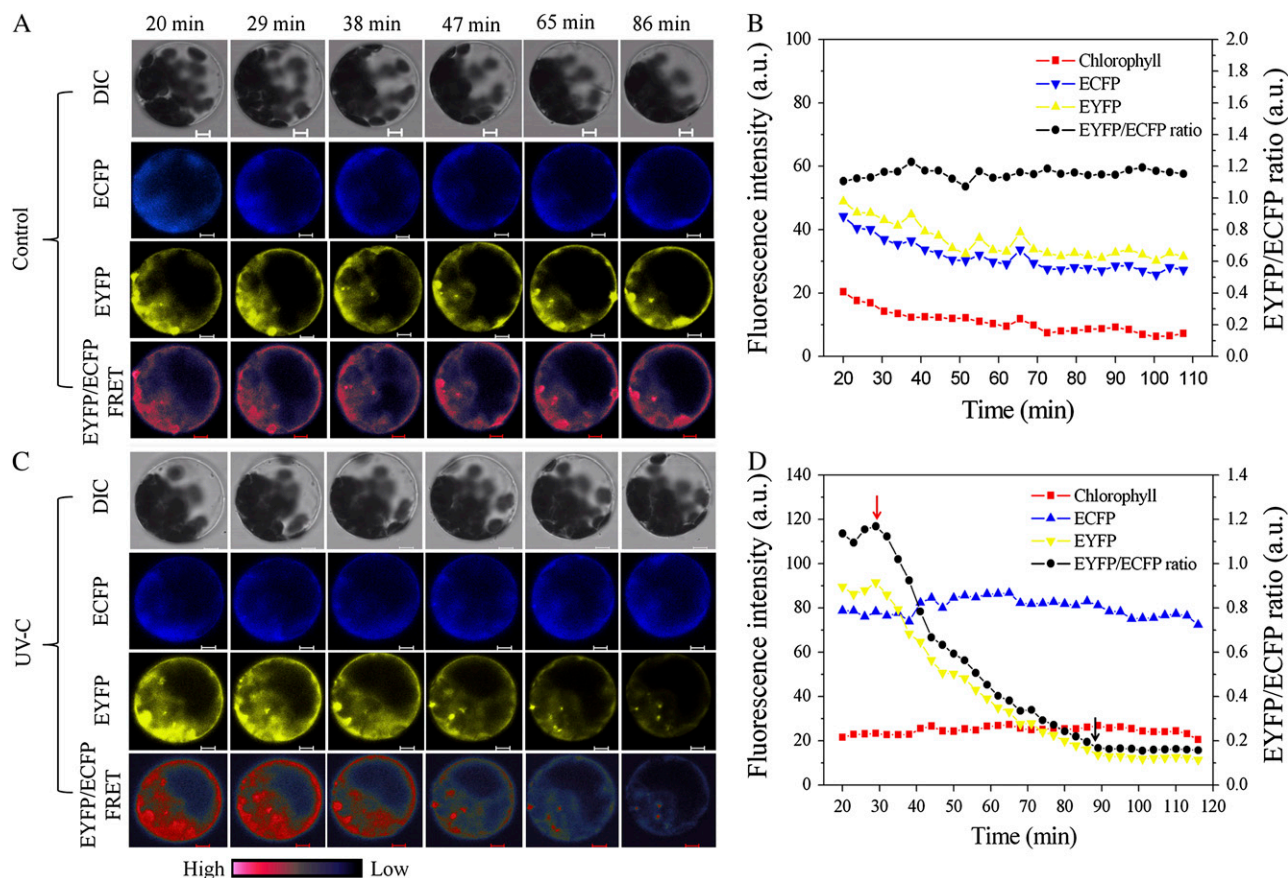 A
20 min 29 min 38 min 47 min 65 min 86 min
Control
DIC
ECFP
EYFP
EYFP/ECFP
FRET
B
Fluorescence intensity (a.u.)
100
80
60
40
20
0
Chlorophyll
ECFP
EYFP
EYFP/ECFP ratio
2.0
1.8
1.6
1.4
1.2
1.0
0.8
0.6
0.4
0.2
0.0
EYFP/ECFP ratio (a.u.)
20 30 40 50 60 70 80 90 100 110
Time (min)
C
UV-C
DIC
ECFP
EYFP
EYFP/ECFP
FRET
High Low
D
Fluorescence intensity (a.u.)
140
120
100
80
60
40
20
0
Chlorophyll
ECFP
EYFP
EYFP/ECFP ratio
1.4
1.2
1.0
0.8
0.6
0.4
0.2
0.0
EYFP/ECFP ratio (a.u.)
20 30 40 50 60 70 80 90 100 110 120
Time (min)